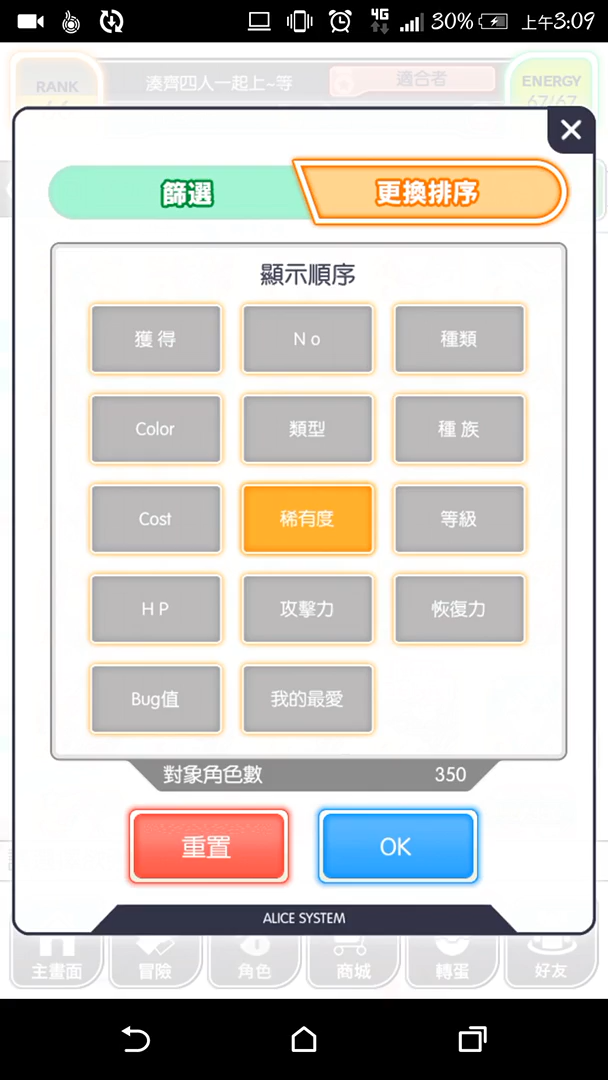 4G 30% 上午3:09
RANK 湊齊四人一起上~等 適合者 ENERGY
67/67
篩選 更換排序
顯示順序
獲得 No 種類
Color 類型 種族
Cost 稀有度 等級
HP 攻擊力 恢復力
Bug值 我的最愛
對象角色數 350
重置 OK
ALICE SYSTEM
主畫面 冒險 角色 商城 轉蛋 好友